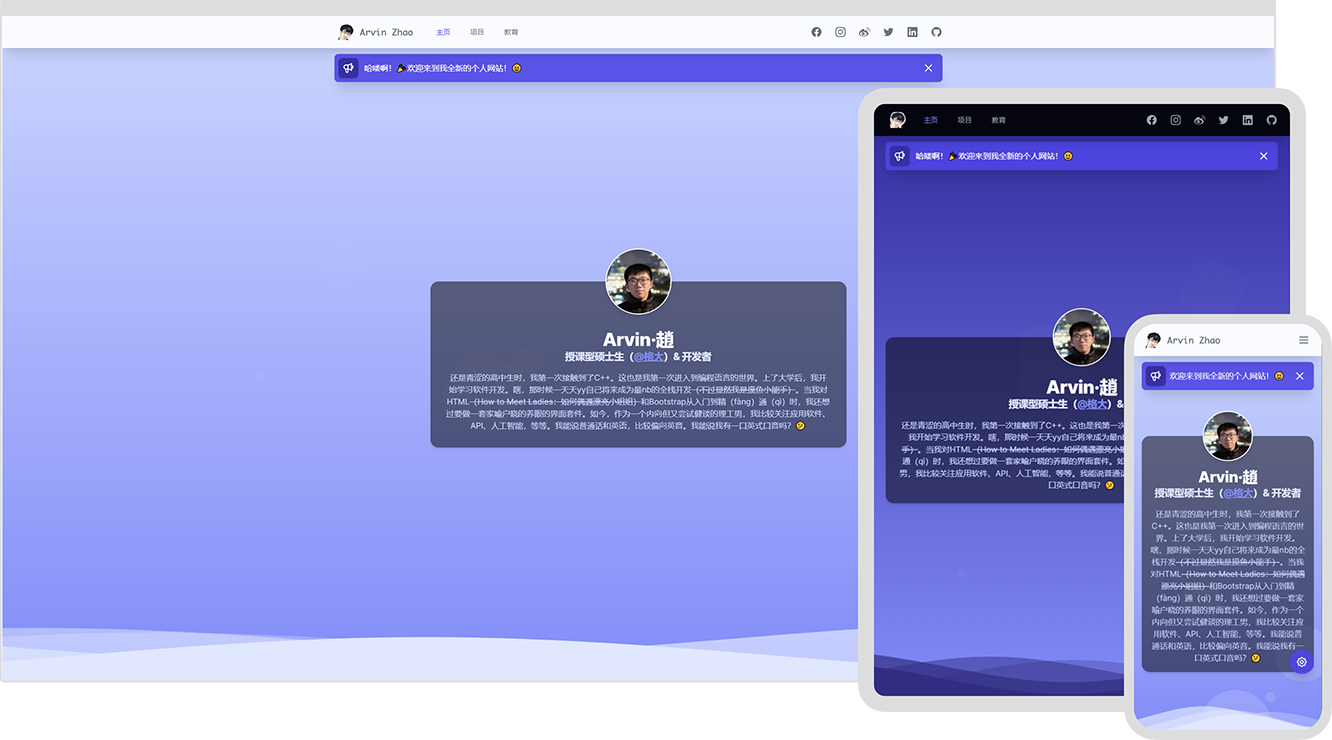 Arvin Zhao 主页 项目 教育
哈喽啊！🎉欢迎来到我全新的个人网站！😀
Arvin·趙
授课型硕士生（@格大）& 开发者
还是青涩的高中生时，我第一次接触到了C++。这也是我第一次进入到编程语言的世界。上了大学后，我开
始学习软件开发。嗐，那时候一天天yy自己将来成为最nb的全栈开发（不过显然我是摸鱼小能手）。当我对
HTML（How to Meet Ladies：如何偶遇漂亮小姐姐）和Bootstrap从入门到精（fàng）通（qì）时，我还想
过要做一套家喻户晓的养眼的界面套件。如今，作为一个内向但又尝试健谈的理工男，我比较关注应用软件、
API、人工智能，等等。我能说普通话和英语，比较偏向英音。我能说我有一口英式口音吗？🫤
主页 项目 教育
哈喽啊！🎉欢迎来到我全新的个人网站！😀
Arvin·趙
授课型硕士生（@格大）&
还是青涩的高中生时，我第一次接触到了C++。这也是我第一次
我开始学习软件开发。嗐，那时候一天天yy自己将来成为最nb
手）。当我对HTML（How to Meet Ladies：如何偶遇漂亮小姐
通（qì）时，我还想过要做一套家喻户晓的养眼的界面套件。如
男，我比较关注应用软件、API、人工智能，等等。我能说普通话
口英式口音吗？🫤
Arvin Zhao
欢迎来到我全新的个人网站！😀
Arvin·趙
授课型硕士生（@格大）& 开发者
还是青涩的高中生时，我第一次接触到了
C++。这也是我第一次进入到编程语言的世
界。上了大学后，我开始学习软件开发。
嗐，那时候一天天yy自己将来成为最nb的全
栈开发（不过显然我是摸鱼小能手）。当我
对HTML（How to Meet Ladies：如何偶遇
漂亮小姐姐）和Bootstrap从入门到精
（fàng）通（qì）时，我还想过要做一套家
喻户晓的养眼的界面套件。如今，作为一个
内向但又尝试健谈的理工男，我比较关注应
用软件、API、人工智能，等等。我能说普
通话和英语，比较偏向英音。我能说我有一
口英式口音吗？🫤